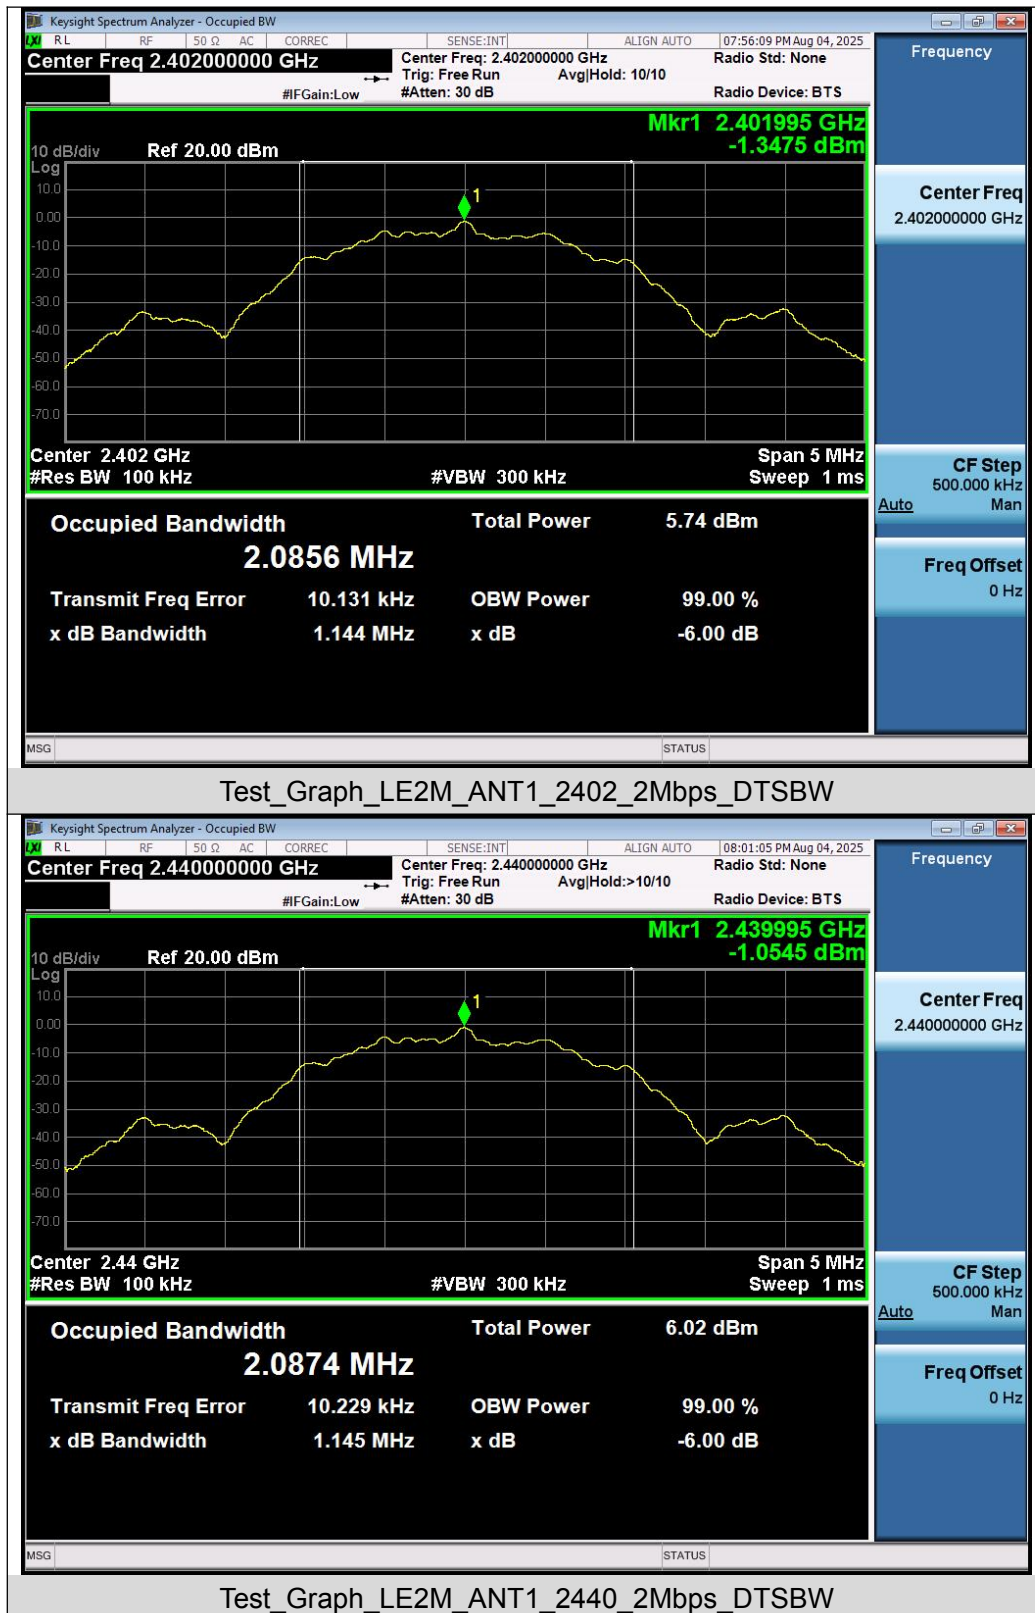 Keysight Spectrum Analyzer - Occupied BW
LXI RL RF 50 Ω AC CORREC SENSE:INT ALIGN AUTO 07:56:09 PM Aug 04, 2025
Center Freq 2.402000000 GHz Center Freq: 2.402000000 GHz Radio Std: None Frequency
Trig: Free Run Avg|Hold: 10/10
#IFGain:Low #Atten: 30 dB Radio Device: BTS
Mkr1 2.401995 GHz
10 dB/div Ref 20.00 dBm -1.3475 dBm
Log
10.0
0.00
-10.0
-20.0
-30.0
-40.0
-50.0
-60.0
-70.0
1
Center Freq
2.402000000 GHz
Center 2.402 GHz Span 5 MHz
#Res BW 100 kHz #VBW 300 kHz Sweep 1 ms
CF Step
500.000 kHz
Auto Man
Occupied Bandwidth Total Power 5.74 dBm
2.0856 MHz
Freq Offset
0 Hz
Transmit Freq Error 10.131 kHz OBW Power 99.00 %
x dB Bandwidth 1.144 MHz x dB -6.00 dB
MSG STATUS
Test_Graph_LE2M_ANT1_2402_2Mbps_DTSBW
Keysight Spectrum Analyzer - Occupied BW
LXI RL RF 50 Ω AC CORREC SENSE:INT ALIGN AUTO 08:01:05 PM Aug 04, 2025
Center Freq 2.440000000 GHz Center Freq: 2.440000000 GHz Radio Std: None Frequency
Trig: Free Run Avg|Hold:>10/10
#IFGain:Low #Atten: 30 dB Radio Device: BTS
Mkr1 2.439995 GHz
10 dB/div Ref 20.00 dBm -1.0545 dBm
Log
10.0
0.00
-10.0
-20.0
-30.0
-40.0
-50.0
-60.0
-70.0
1
Center Freq
2.440000000 GHz
Center 2.44 GHz Span 5 MHz
#Res BW 100 kHz #VBW 300 kHz Sweep 1 ms
CF Step
500.000 kHz
Auto Man
Occupied Bandwidth Total Power 6.02 dBm
2.0874 MHz
Freq Offset
0 Hz
Transmit Freq Error 10.229 kHz OBW Power 99.00 %
x dB Bandwidth 1.145 MHz x dB -6.00 dB
MSG STATUS
Test_Graph_LE2M_ANT1_2440_2Mbps_DTSBW